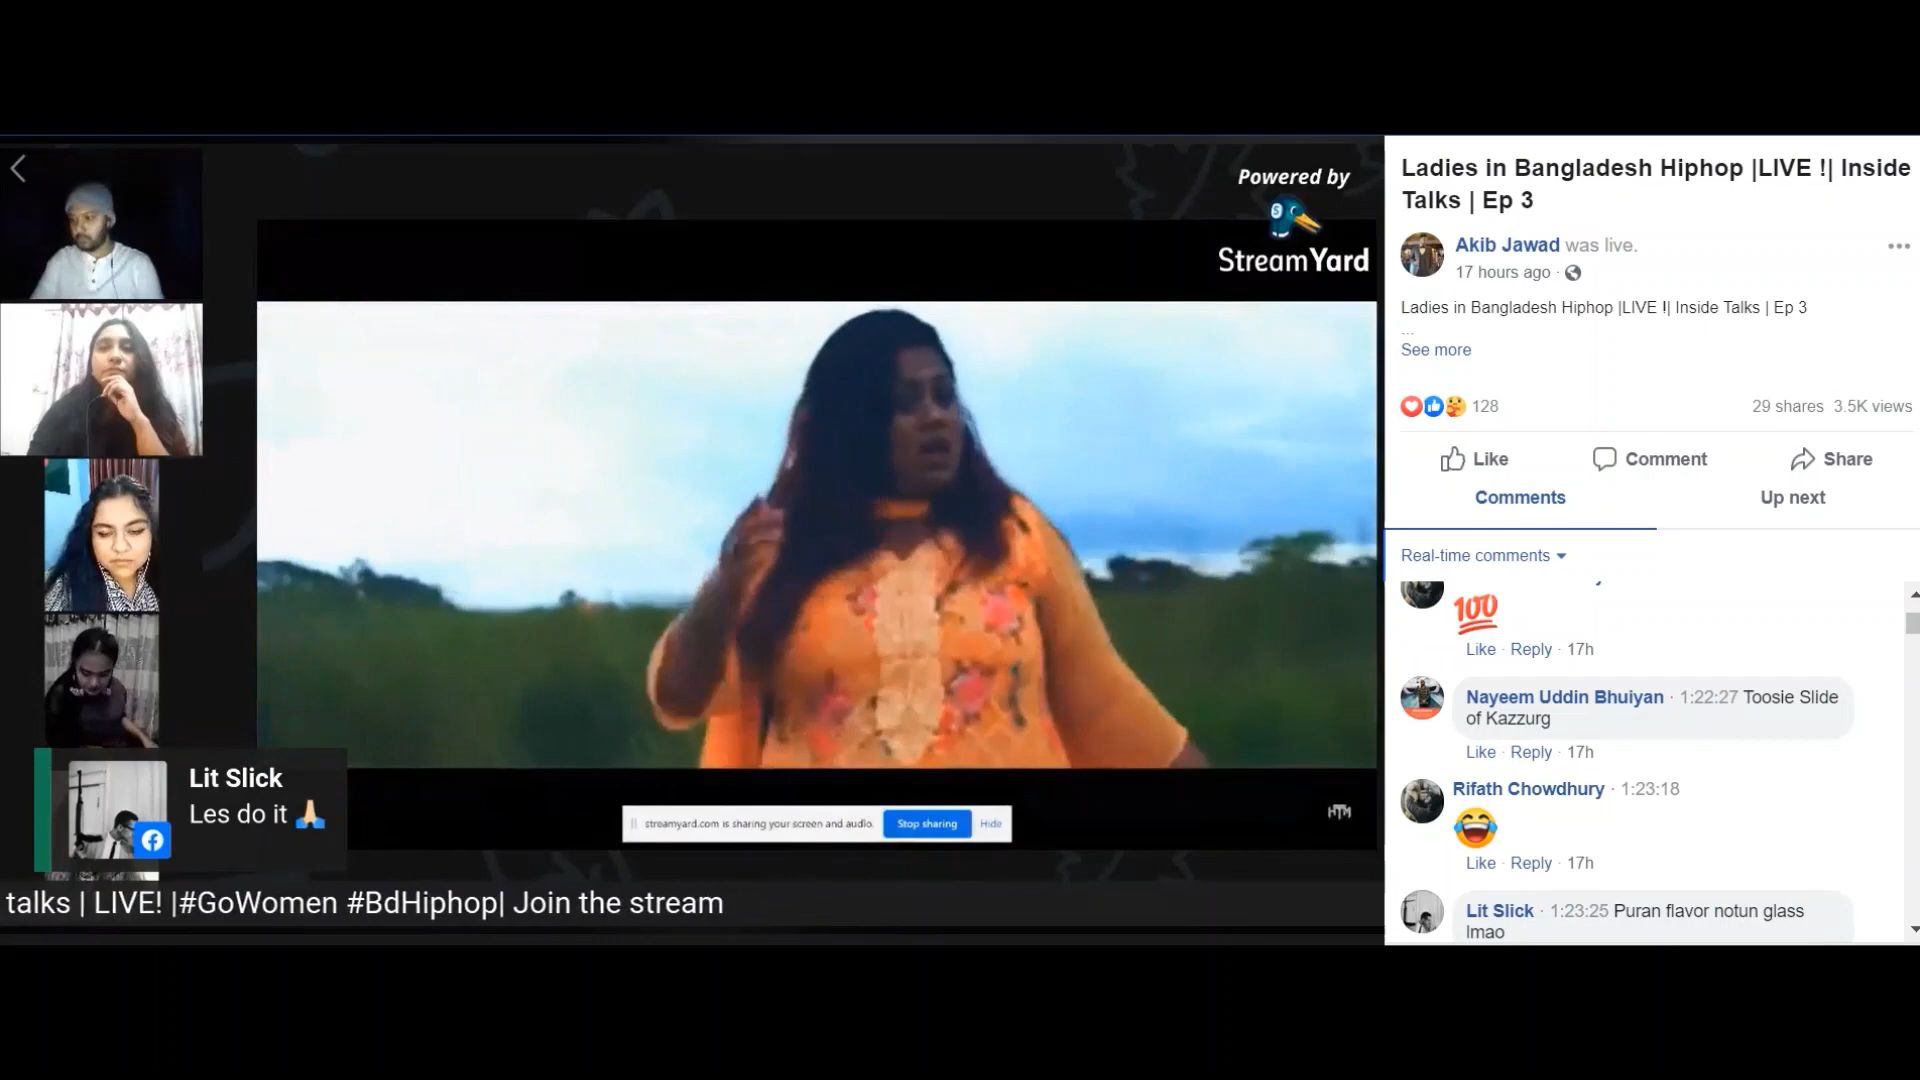 Powered by
StreamYard
streamyard.com is sharing your screen and audio.
Stop sharing
Hide
HTM
Lit Slick
Les do it 🙏🏼
talks | LIVE! |#GoWomen #BdHiphop| Join the stream
Ladies in Bangladesh Hiphop |LIVE !| Inside
Talks | Ep 3
Akib Jawad was live.
17 hours ago ·
Ladies in Bangladesh Hiphop |LIVE !| Inside Talks | Ep 3
...
See more
128
29 shares 3.5K views
Like
Comment
Share
Comments
Up next
Real-time comments
💯
Like · Reply · 17h
Nayeem Uddin Bhuiyan · 1:22:27 Toosie Slide
of Kazzurg
Like · Reply · 17h
Rifath Chowdhury · 1:23:18
😂
Like · Reply · 17h
Lit Slick · 1:23:25 Puran flavor notun glass
lmao